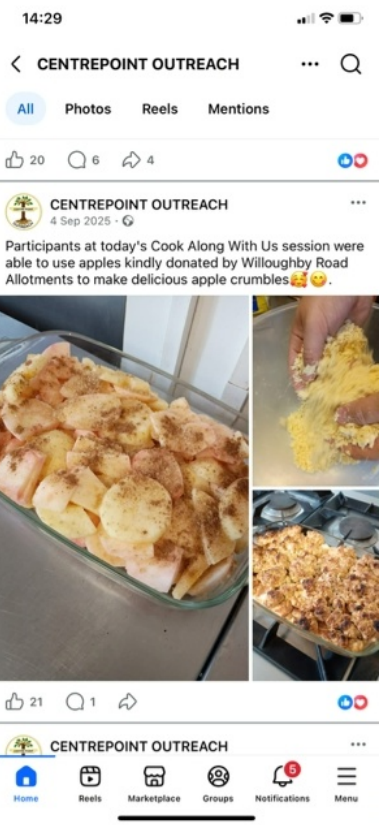 14:29
CENTREPOINT OUTREACH
All Photos Reels Mentions
20 6 4
CENTREPOINT OUTREACH
4 Sep 2025 ·
Participants at today's Cook Along With Us session were
able to use apples kindly donated by Willoughby Road
Allotments to make delicious apple crumbles🥰😋.
21 1
CENTREPOINT OUTREACH
5
Home Reels Marketplace Groups Notifications Menu